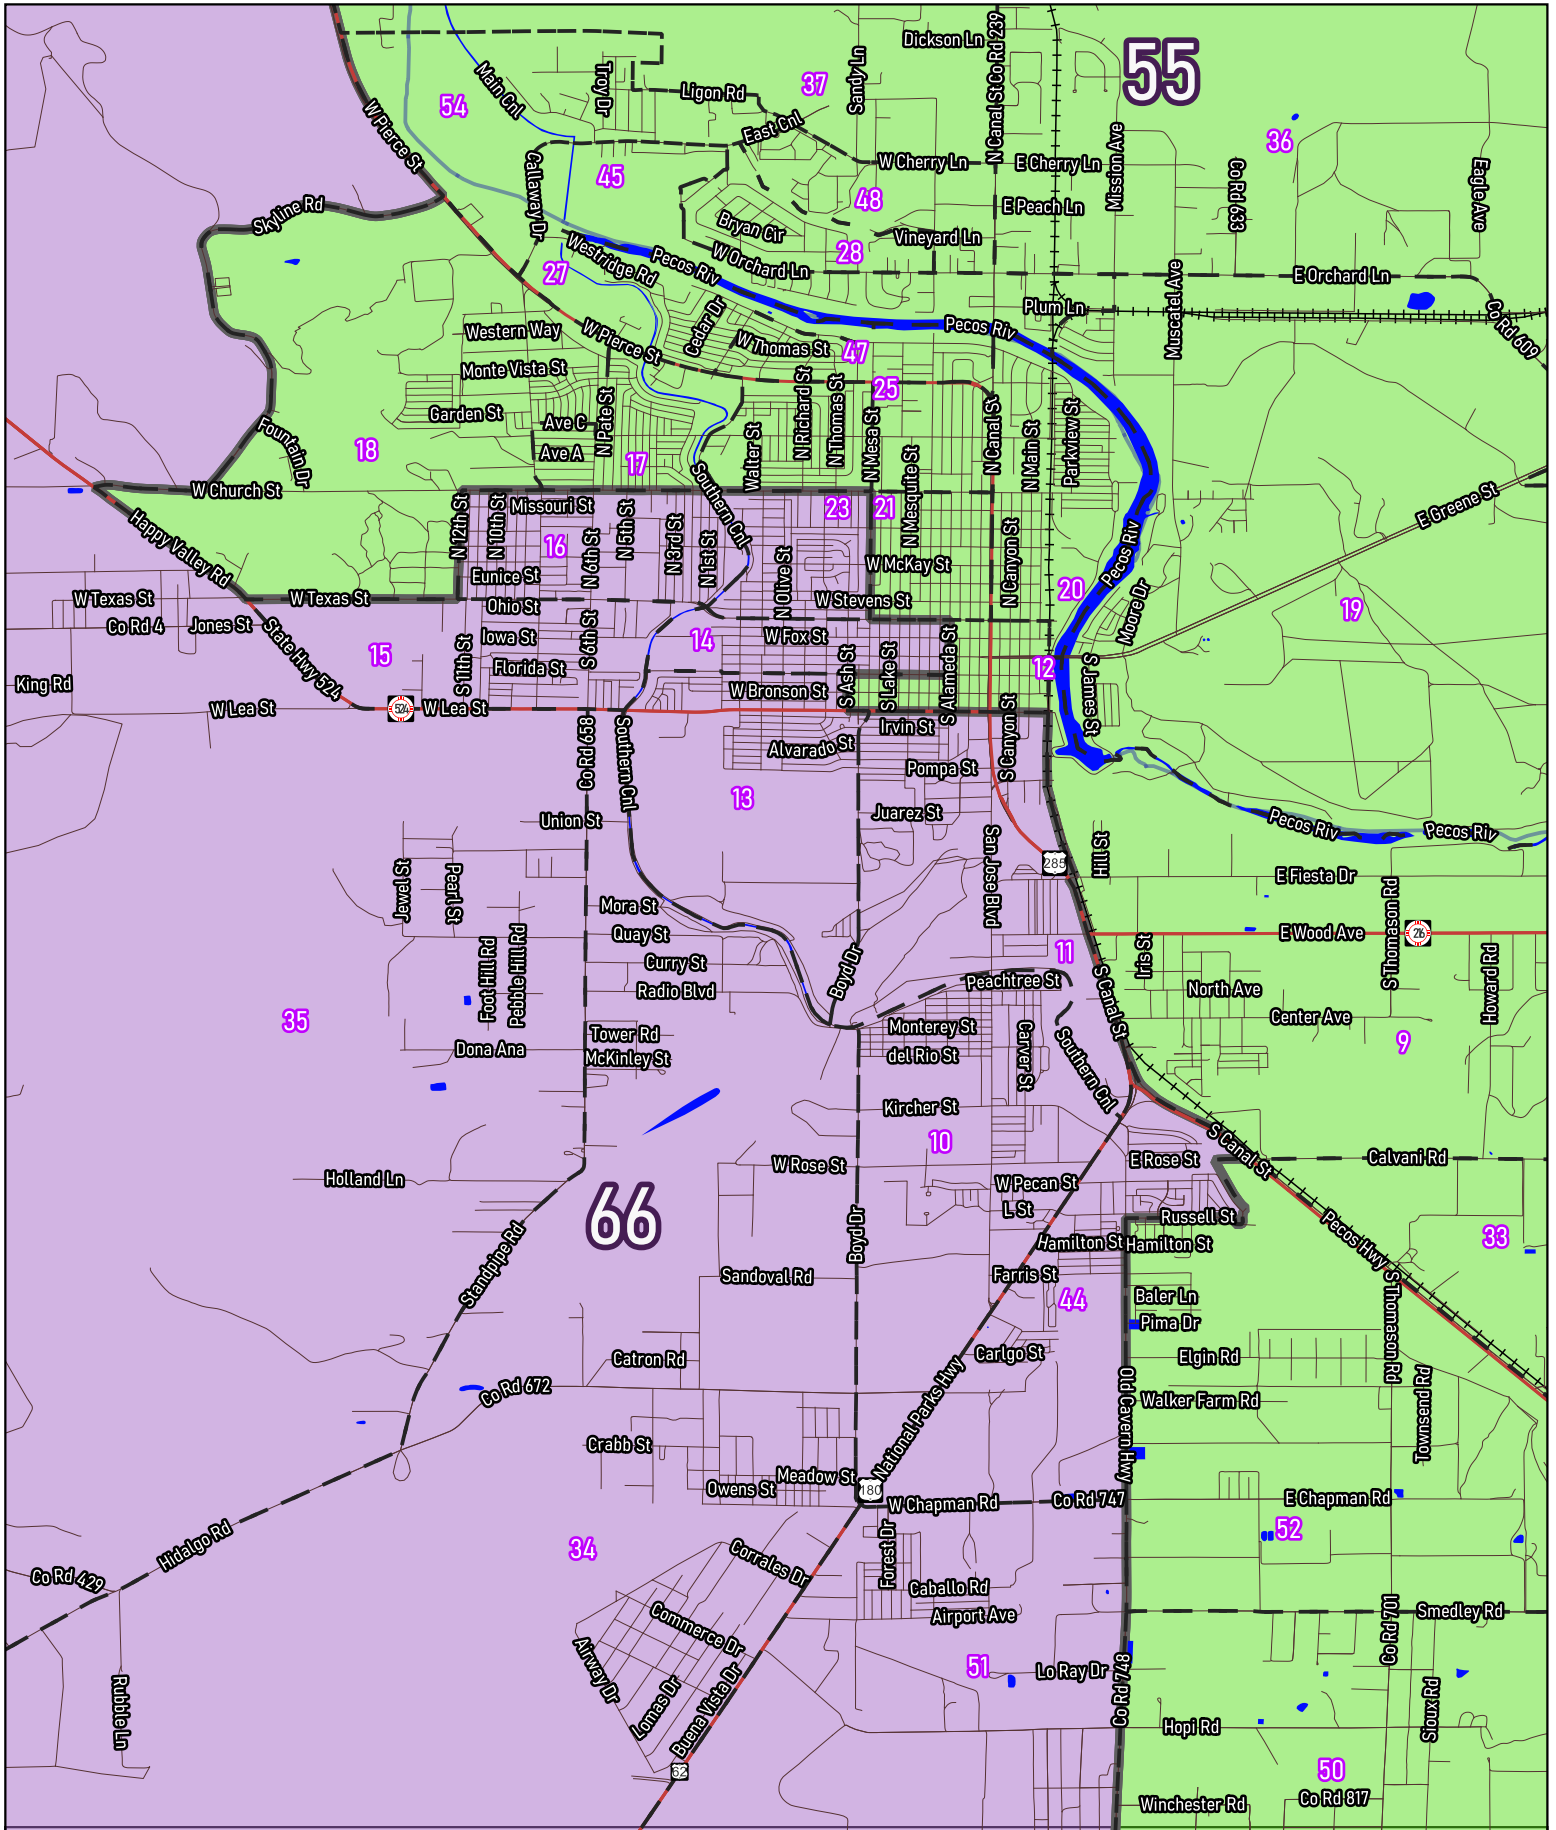 Dickson Ln
N Canal St
Co Rd 239
55
Sandy Ln
37
Troy Dr
Main Cnl
54
Ligon Rd
W Pierce St
East Cnl
Mission Ave
36
W Cherry Ln
E Cherry Ln
Callaway Dr
45
Co Rd 433
Eagle Ave
Skyline Rd
48
E Peach Ln
Bryan Cir
Vineyard Ln
28
Westridge Rd
27
Pecos Riv
W Orchard Ln
E Orchard Ln
Muscatel Ave
Plum Ln
Co Rd 609
Western Way
W Pierce St
Cedar Dr
W Thomas St
47
Pecos Riv
Monte Vista St
25
N Richard St
N Thomas St
N Mesa St
Garden St
Ave C
N Pate St
N Canal St
N Main St
Parkview St
Fountain Dr
18
Ave A
17
Walter St
N Mesquite St
W Church St
Southern Cnl
E Greene St
Missouri St
23
21
Happy Valley Rd
N 12th St
N 10th St
16
N 6th St
N 5th St
N 3rd St
N 1st St
N Olive St
W McKay St
N Canyon St
Pecos Riv
Eunice St
20
W Texas St
W Texas St
Ohio St
W Stevens St
Moore Dr
19
Co Rd 4
Jones St
State Hwy 524
15
Iowa St
S 6th St
14
W Fox St
S 11th St
Florida St
S Ash St
S Lake St
S Alameda St
12
S James St
King Rd
W Bronson St
W Lea St
524
W Lea St
S Canyon St
Irvin St
Co Rd 658
Southern Cnl
Alvarado St
Pompa St
13
Union St
Juarez St
Pecos Riv
Pecos Riv
San Jose Blvd
285
Hill St
Jewel St
Pearl St
E Fiesta Dr
S Thomason Rd
Mora St
Quay St
E Wood Ave
216
Foot Hill Rd
Pebble Hill Rd
Curry St
Boyd Dr
11
Iris St
Howard Rd
Radio Blvd
Peachtree St
S Canal St
North Ave
35
Center Ave
Tower Rd
Monterey St
Carver St
9
Dona Ana
McKinley St
del Rio St
Southern Cnl
Kircher St
10
S Canal St
W Rose St
E Rose St
Calvani Rd
Holland Ln
W Pecan St
66
L St
Russell St
Boyd Dr
Pecos Hwy
33
Standpipe Rd
Hamilton St
Hamilton St
Sandoval Rd
Farris St
44
Baler Ln
S Thomason Rd
Pima Dr
Catron Rd
Carlgo St
Elgin Rd
Co Rd 672
National Parks Hwy
Old Cavern Hwy
Walker Farm Rd
Townsend Rd
Crabb St
Meadow St
Owens St
180
W Chapman Rd
Co Rd 747
E Chapman Rd
Hidalgo Rd
34
52
Forest Dr
Co Rd 429
Corrales Dr
Caballo Rd
Commerce Dr
Airport Ave
Co Rd 701
Smedley Rd
Airway Dr
51
Lo Ray Dr
Co Rd 748
Rubble Ln
Lomas Dr
Buena Vista Dr
Hopi Rd
Sioux Rd
62
50
Winchester Rd
Co Rd 817